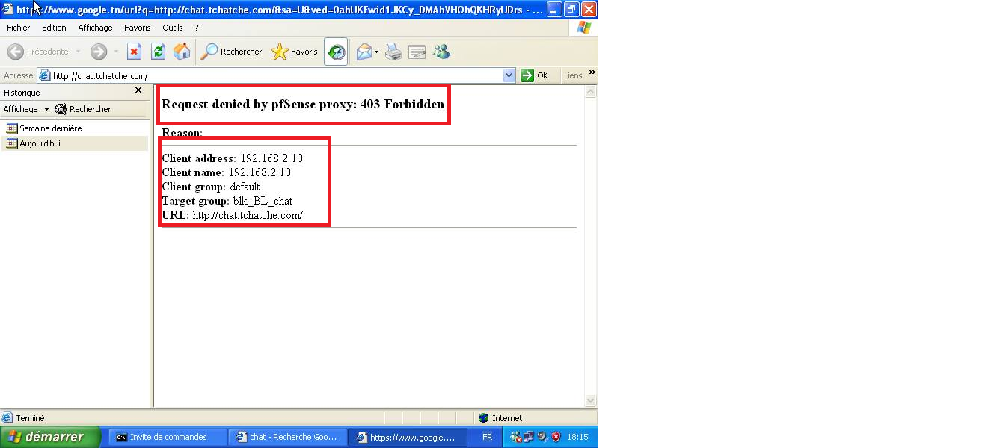 https://www.google.tn/url?q=http://chat.tchatche.com/&sa=U&ved=0ahUKEwid1JKCy_DMAhVHOhQKHRyUDrs - ...
Fichier Edition Affichage Favoris Outils ?
Précédente Rechercher Favoris
Adresse http://chat.tchatche.com/ OK Liens »
Historique
Affichage Rechercher
Semaine dernière
Aujourd'hui
Request denied by pfSense proxy: 403 Forbidden
Reason:
Client address: 192.168.2.10
Client name: 192.168.2.10
Client group: default
Target group: blk_BL_chat
URL: http://chat.tchatche.com/
Terminé Internet
démarrer Invite de commandes chat - Recherche Goo... https://www.google.... FR 18:15